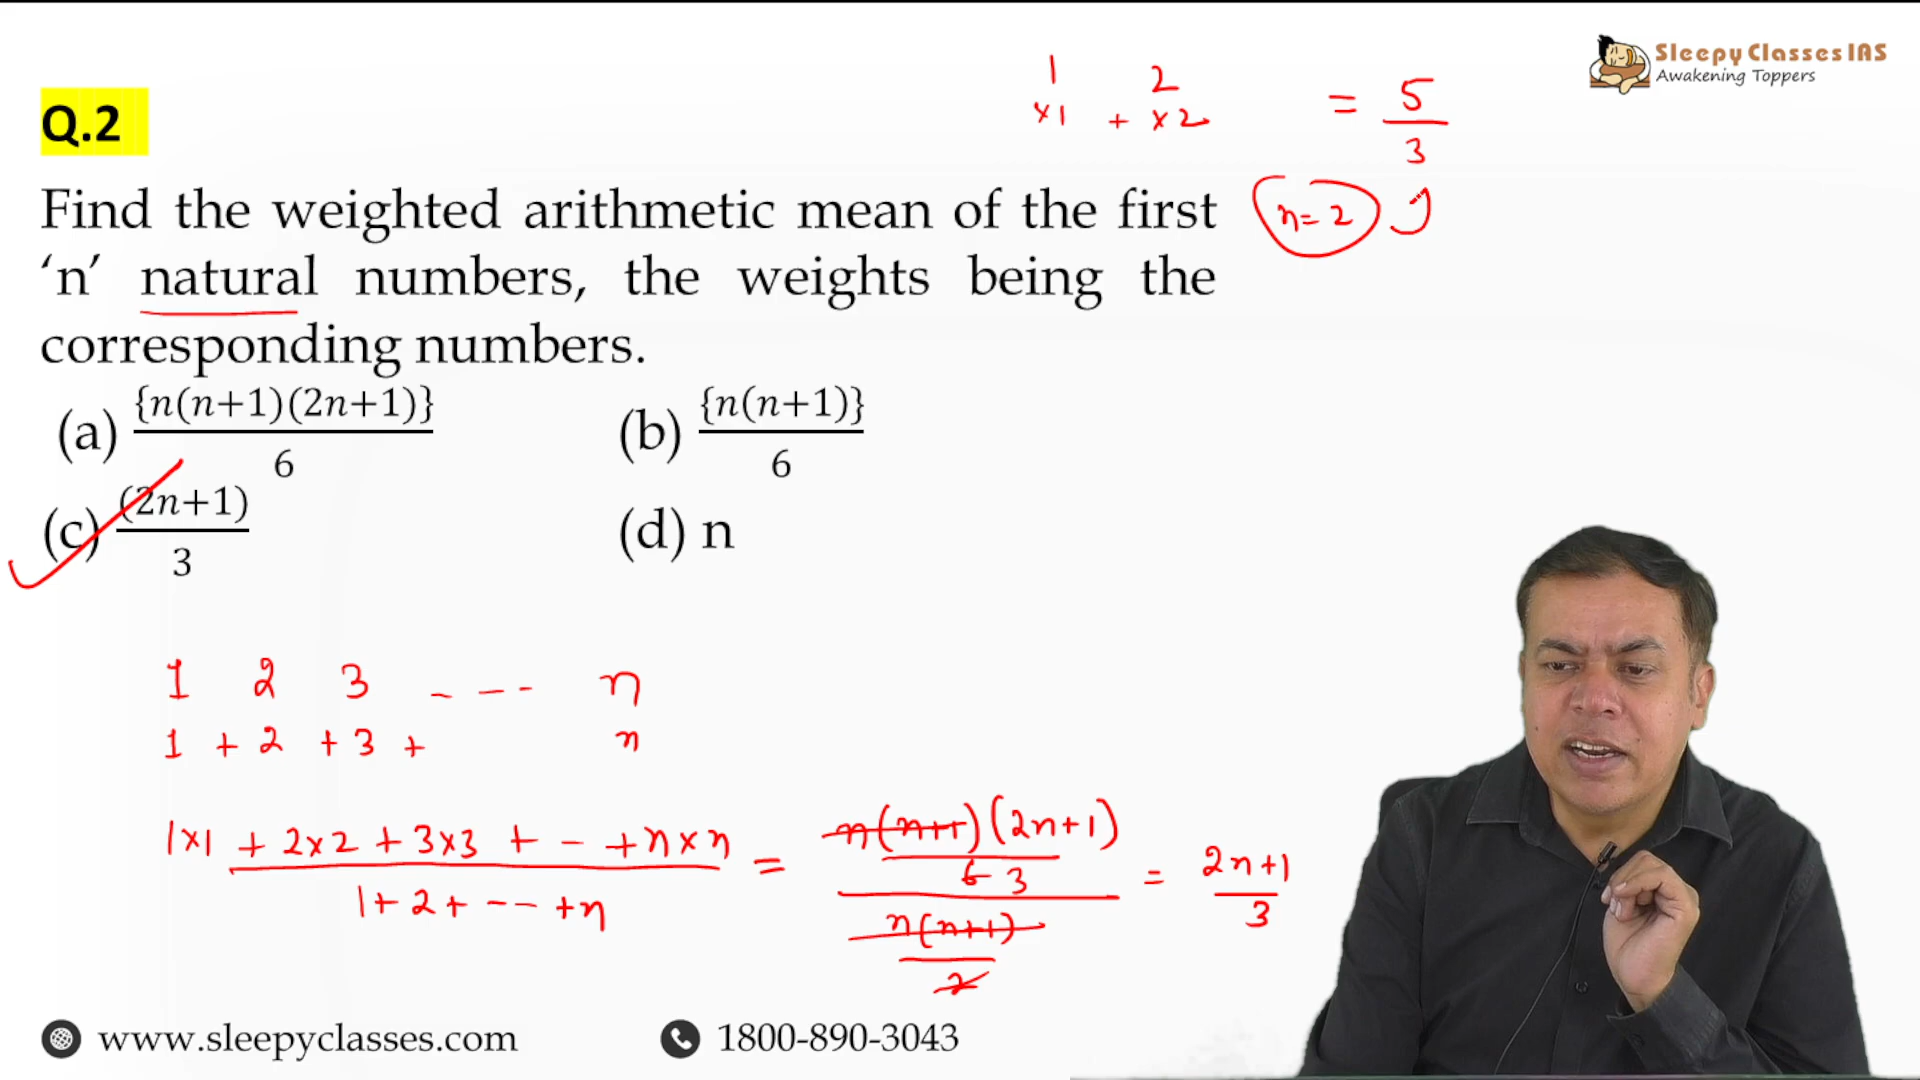 SleepyClasses IAS
Awakening Toppers
1 2
×1 + ×2 = 5/3
n=2
Q.2
Find the weighted arithmetic mean of the first
‘n’ natural numbers, the weights being the
corresponding numbers.
(a) {n(n+1)(2n+1)}/6 (b) {n(n+1)}/6
(c) (2n+1)/3 (d) n
1 2 3 - -- n
1 + 2 + 3 + n
1×1 + 2×2 + 3×3 + - + n×n = n(n+1)(2n+1) = 2n+1
6 3 3
1+2+ --- +n n(n+1)
2
www.sleepyclasses.com 1800-890-3043